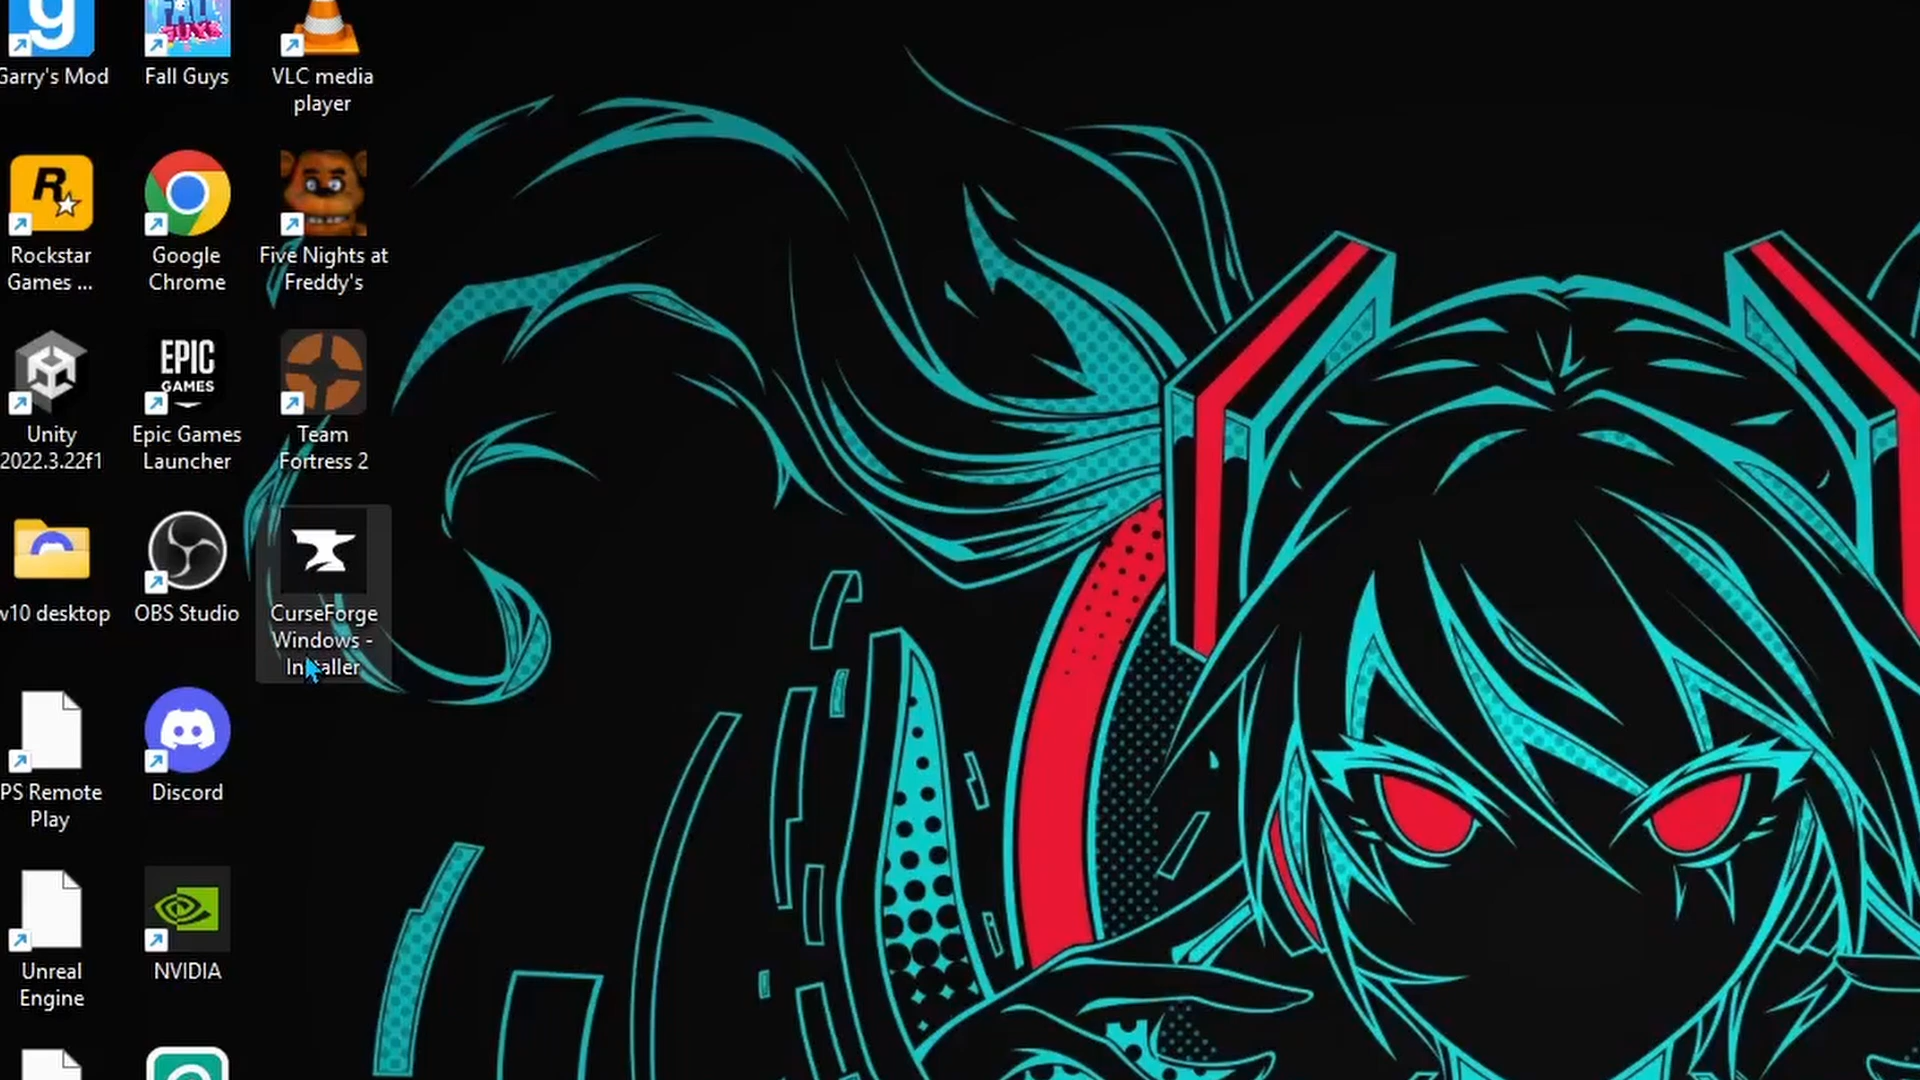 g
Garry's Mod
FALL
GUYS
Fall Guys
VLC media
player
R
Rockstar
Games ...
Google
Chrome
Five Nights at
Freddy's
Unity
2022.3.22f1
EPIC
GAMES
Epic Games
Launcher
Team
Fortress 2
v10 desktop
OBS Studio
CurseForge
Windows -
Installer
PS Remote
Play
Discord
Unreal
Engine
NVIDIA